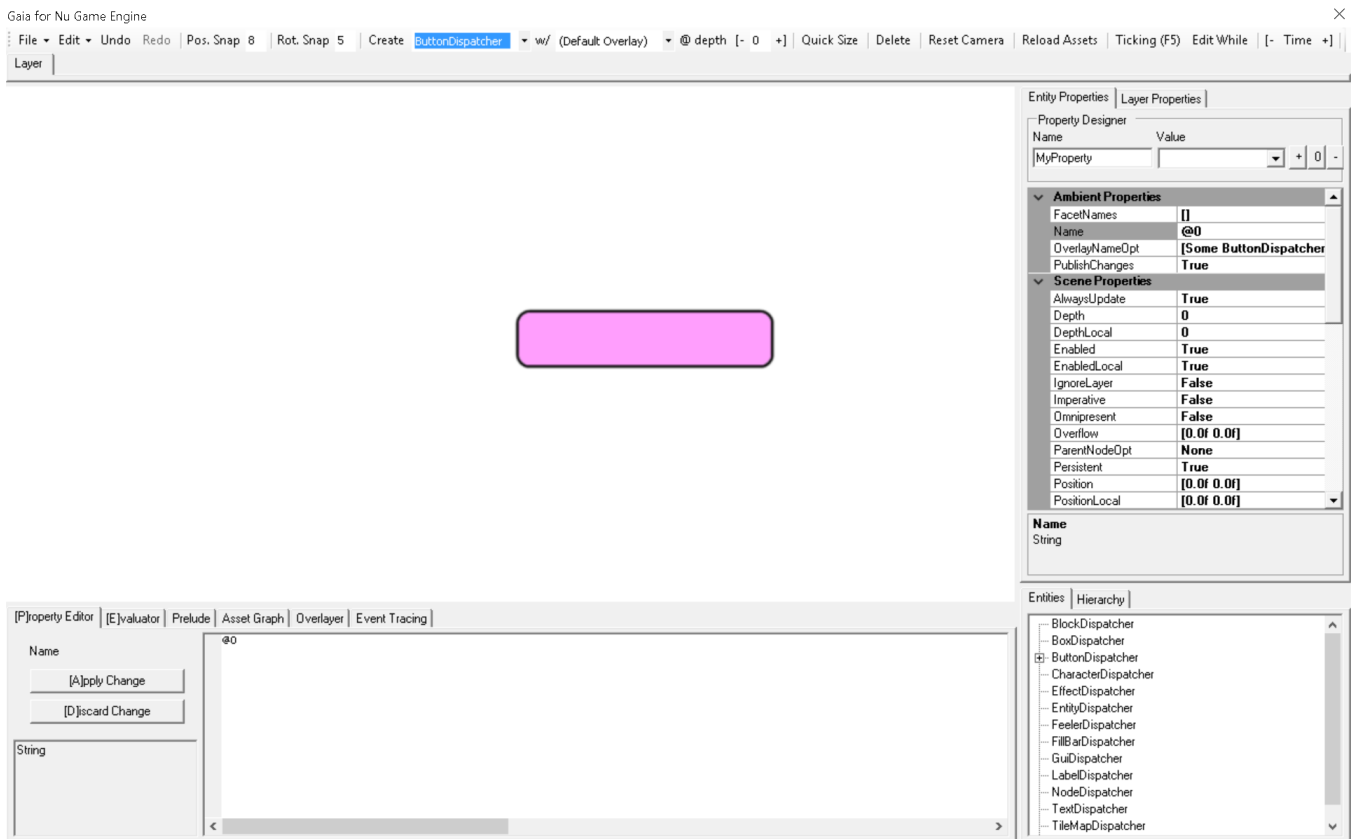 Gaia for Nu Game Engine
File Edit Undo Redo Pos. Snap 8 Rot. Snap 5 Create ButtonDispatcher w/ (Default Overlay) @ depth [- 0 +] Quick Size Delete Reset Camera Reload Assets Ticking (F5) Edit While [- Time +]
Layer
Entity Properties Layer Properties
Property Designer
Name Value
MyProperty + 0 -
Ambient Properties
FacetNames []
Name @0
OverlayNameOpt [Some ButtonDispatcher
PublishChanges True
Scene Properties
AlwaysUpdate True
Depth 0
DepthLocal 0
Enabled True
EnabledLocal True
IgnoreLayer False
Imperative False
Omnipresent False
Overflow [0.0f 0.0f]
ParentNodeOpt None
Persistent True
Position [0.0f 0.0f]
PositionLocal [0.0f 0.0f]
Name
String
[P]roperty Editor [E]valuator Prelude Asset Graph Overlayer Event Tracing
Name
[A]pply Change
[D]iscard Change
String
@0
Entities Hierarchy
BlockDispatcher
BoxDispatcher
ButtonDispatcher
CharacterDispatcher
EffectDispatcher
EntityDispatcher
FeelerDispatcher
FillBarDispatcher
GuiDispatcher
LabelDispatcher
NodeDispatcher
TextDispatcher
TileMapDispatcher